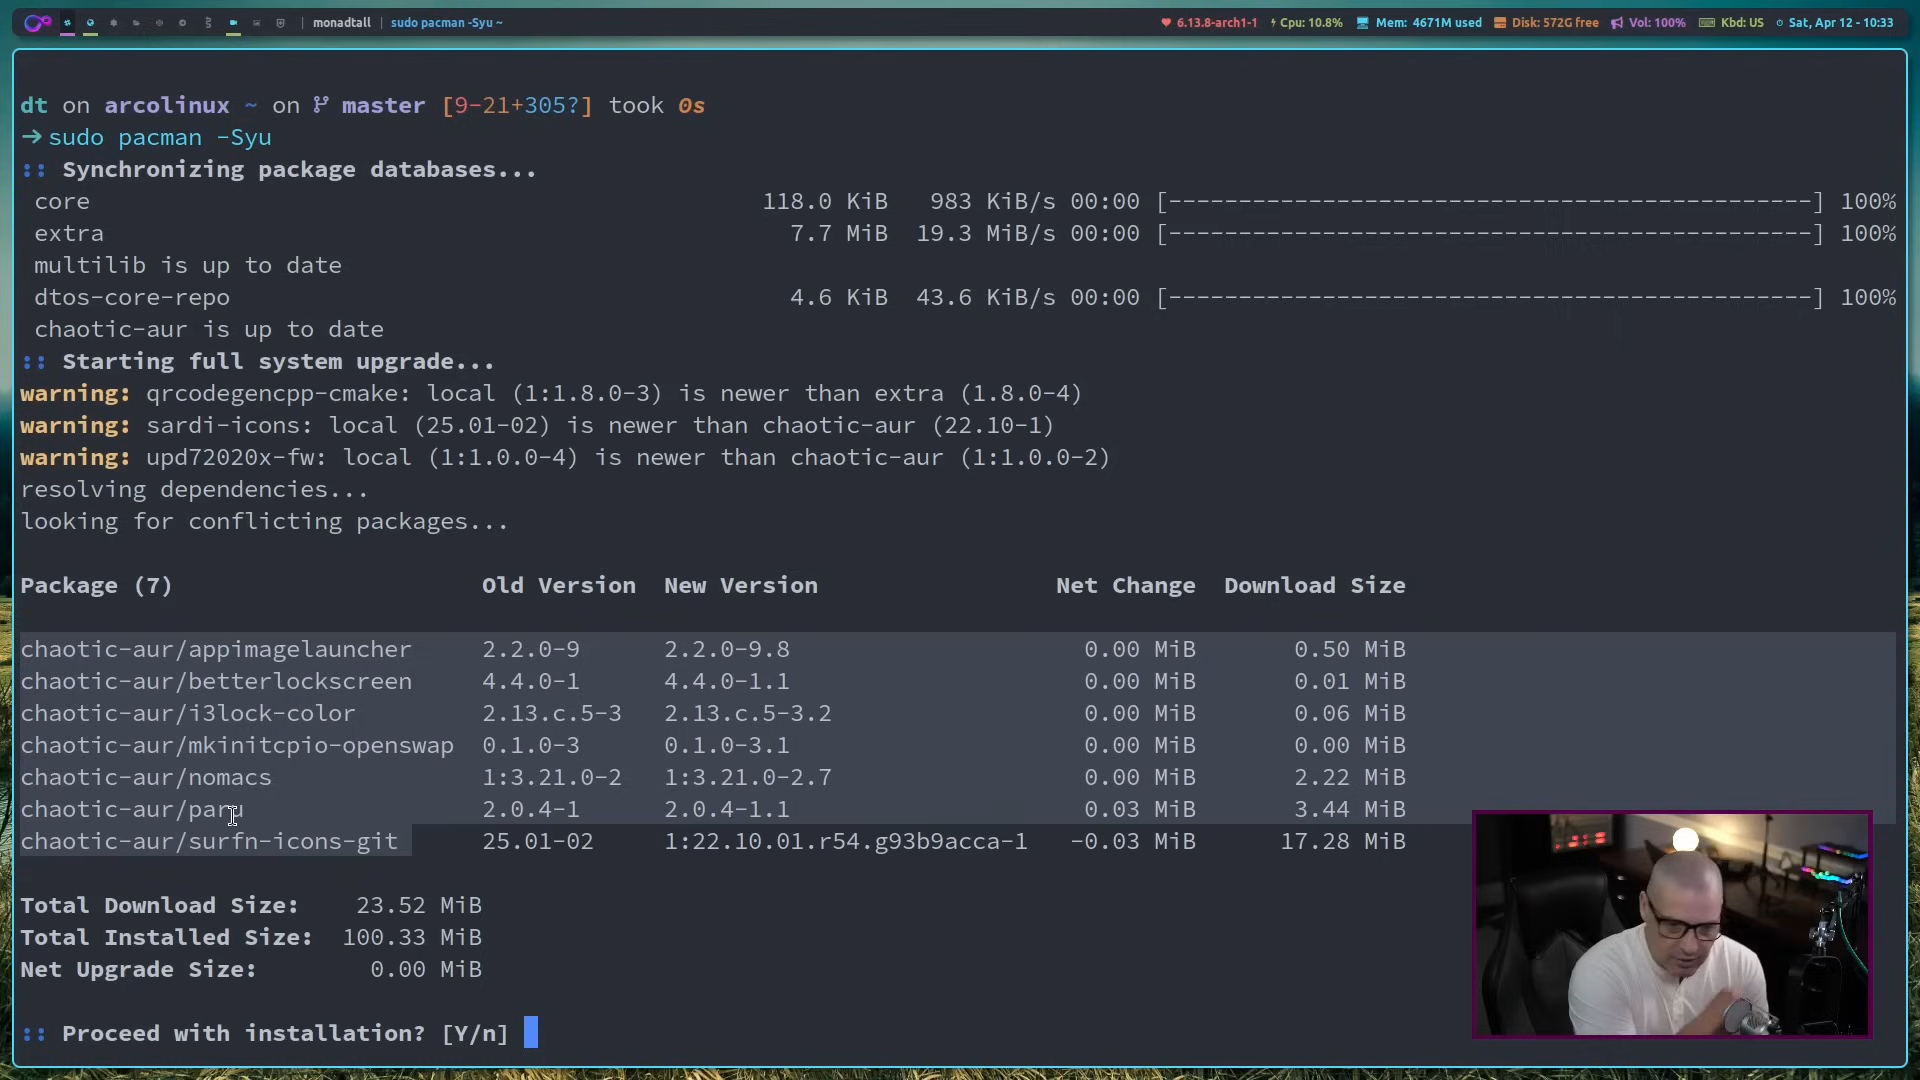 monadtall | sudo pacman -Syu ~ 6.13.8-arch1-1 Cpu: 10.8% Mem: 4671M used Disk: 572G free Vol: 100% Kbd: US Sat, Apr 12 - 10:33
dt on arcolinux ~ on master [9-21+305?] took 0s
→ sudo pacman -Syu
:: Synchronizing package databases...
core 118.0 KiB 983 KiB/s 00:00 [----------------------------------------------] 100%
extra 7.7 MiB 19.3 MiB/s 00:00 [----------------------------------------------] 100%
multilib is up to date
dtos-core-repo 4.6 KiB 43.6 KiB/s 00:00 [----------------------------------------------] 100%
chaotic-aur is up to date
:: Starting full system upgrade...
warning: qrcodegencpp-cmake: local (1:1.8.0-3) is newer than extra (1.8.0-4)
warning: sardi-icons: local (25.01-02) is newer than chaotic-aur (22.10-1)
warning: upd72020x-fw: local (1:1.0.0-4) is newer than chaotic-aur (1:1.0.0-2)
resolving dependencies...
looking for conflicting packages...
Package (7) Old Version New Version Net Change Download Size
chaotic-aur/appimagelauncher 2.2.0-9 2.2.0-9.8 0.00 MiB 0.50 MiB
chaotic-aur/betterlockscreen 4.4.0-1 4.4.0-1.1 0.00 MiB 0.01 MiB
chaotic-aur/i3lock-color 2.13.c.5-3 2.13.c.5-3.2 0.00 MiB 0.06 MiB
chaotic-aur/mkinitcpio-openswap 0.1.0-3 0.1.0-3.1 0.00 MiB 0.00 MiB
chaotic-aur/nomacs 1:3.21.0-2 1:3.21.0-2.7 0.00 MiB 2.22 MiB
chaotic-aur/paru 2.0.4-1 2.0.4-1.1 0.03 MiB 3.44 MiB
chaotic-aur/surfn-icons-git 25.01-02 1:22.10.01.r54.g93b9acca-1 -0.03 MiB 17.28 MiB
Total Download Size: 23.52 MiB
Total Installed Size: 100.33 MiB
Net Upgrade Size: 0.00 MiB
:: Proceed with installation? [Y/n]